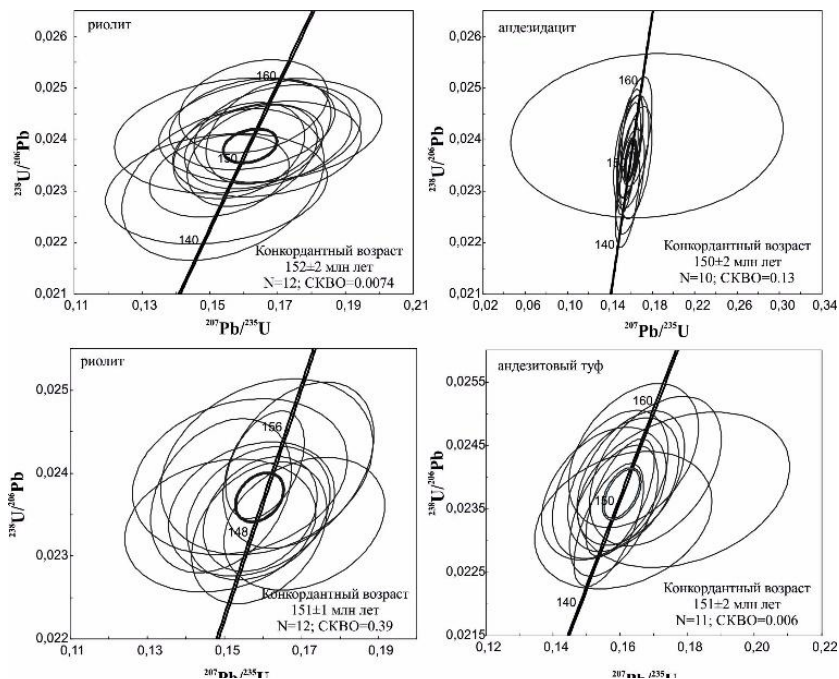 риолит
0,026
0,025
0,024
0,023
0,022
0,021
²³⁸U/²⁰⁶Pb
160
150
140
Конкордантный возраст
152±2 млн лет
N=12; СКВО=0.0074
0,11
0,13
0,15
0,17
0,19
0,21
²⁰⁷Pb/²³⁵U
андезидацит
0,026
0,025
0,024
0,023
0,022
0,021
²³⁸U/²⁰⁶Pb
160
140
Конкордантный возраст
150±2 млн лет
N=10; СКВО=0.13
0,02
0,06
0,10
0,14
0,18
0,22
0,26
0,30
0,34
²⁰⁷Pb/²³⁵U
риолит
0,025
0,024
0,023
0,022
²³⁸U/²⁰⁶Pb
156
148
Конкордантный возраст
151±1 млн лет
N=12; СКВО=0.39
0,11
0,13
0,15
0,17
0,19
²⁰⁷Pb/²³⁵U
андезитовый туф
0,0255
0,0245
0,0235
0,0225
0,0215
²³⁸U/²⁰⁶Pb
160
150
140
Конкордантный возраст
151±2 млн лет
N=11; СКВО=0.006
0,12
0,14
0,16
0,18
0,20
0,22
²⁰⁷Pb/²³⁵U